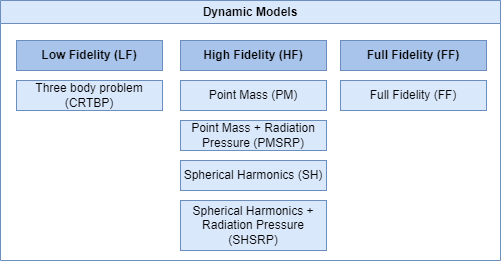 Dynamic Models
Low Fidelity (LF)
Three body problem
(CRTBP)
High Fidelity (HF)
Point Mass (PM)
Point Mass + Radiation
Pressure (PMSRP)
Spherical Harmonics (SH)
Spherical Harmonics +
Radiation Pressure
(SHSRP)
Full Fidelity (FF)
Full Fidelity (FF)